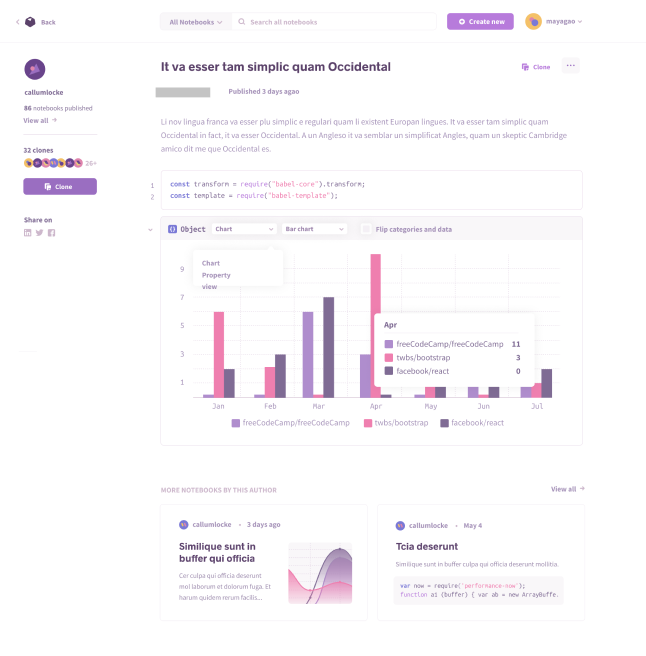 Back
All Notebooks
Search all notebooks
Create new
mayagao
callumlocke
86 notebooks published
View all
32 clones
26+
Clone
Share on
It va esser tam simplic quam Occidental
Clone
Published 3 days agao
Li nov lingua franca va esser plu simplic e regulari quam li existent Europan lingues. It va esser tam simplic quam
Occidental in fact, it va esser Occidental. A un Angleso it va semblar un simplificat Angles, quam un skeptic Cambridge
amico dit me que Occidental es.
1 const transform = require("babel-core").transform;
2 const template = require("babel-template");
Object
Chart
Bar chart
Flip categories and data
Chart
Property
view
9
7
5
3
1
Apr
freeCodeCamp/freeCodeCamp 11
twbs/bootstrap 3
facebook/react 0
Jan Feb Mar Apr May Jun Jul
freeCodeCamp/freeCodeCamp twbs/bootstrap facebook/react
MORE NOTEBOOKS BY THIS AUTHOR
View all
callumlocke • 3 days ago
Similique sunt in
buffer qui officia
Cer culpa qui officia deserunt
mol laborum et dolorum fuga. Et
harum quidem rerum facilis...
callumlocke • May 4
Tcia deserunt
Similique sunt in buffer culpa qui officia deserunt mollitia.
var now = require('performance-now');
function ai (buffer) { var ab = new ArrayBuffe.